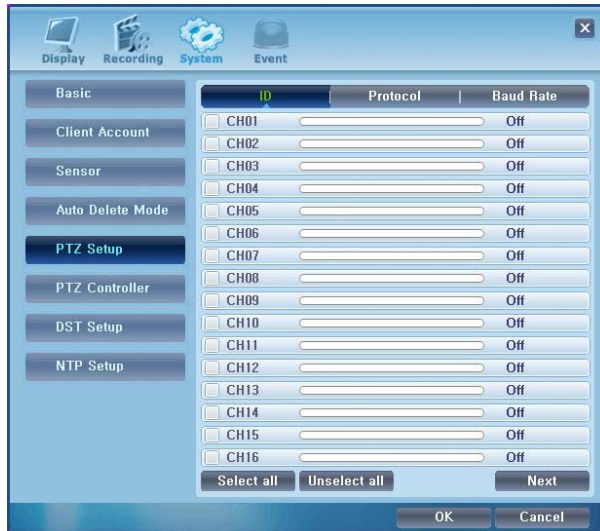 Display Recording System Event
Basic
Client Account
Sensor
Auto Delete Mode
PTZ Setup
PTZ Controller
DST Setup
NTP Setup
ID | Protocol | Baud Rate
CH01 Off
CH02 Off
CH03 Off
CH04 Off
CH05 Off
CH06 Off
CH07 Off
CH08 Off
CH09 Off
CH10 Off
CH11 Off
CH12 Off
CH13 Off
CH14 Off
CH15 Off
CH16 Off
Select all Unselect all Next
OK Cancel